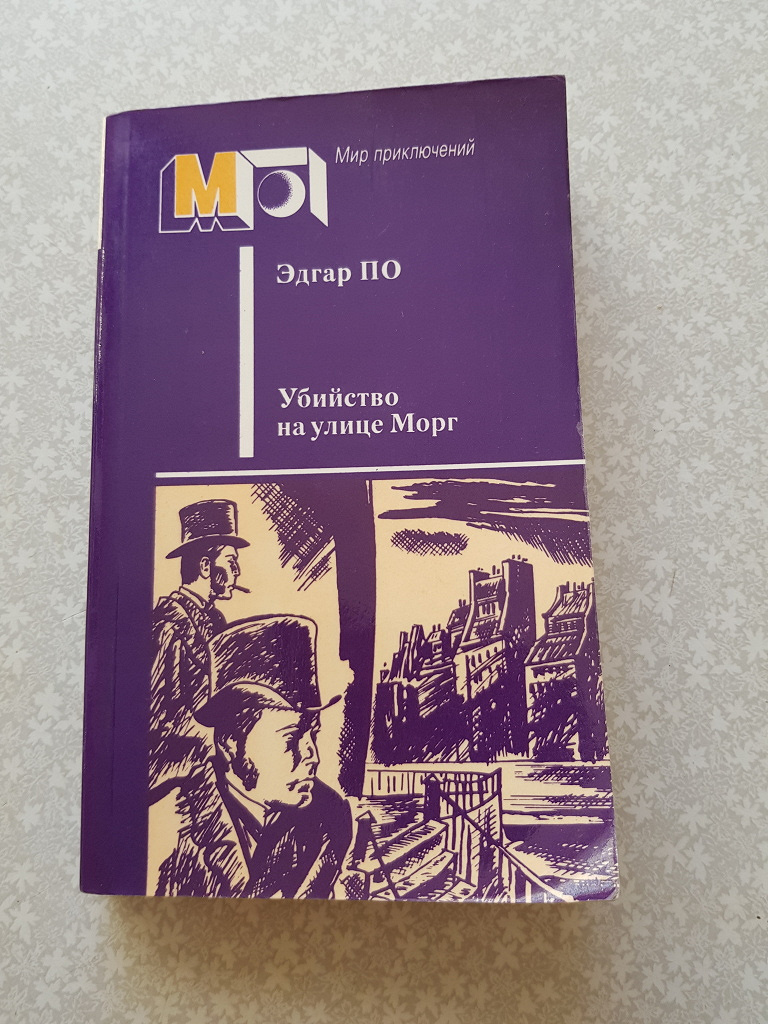 М
Мир приключений
Эдгар ПО
Убийство
на улице Морг